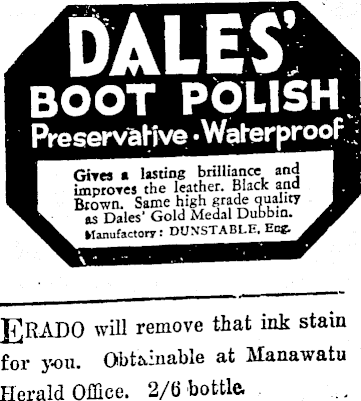 DALES'
BOOT POLISH
Preservative · Waterproof
Gives a lasting brilliance and
improves the leather. Black and
Brown. Same high grade quality
as Dales' Gold Medal Dubbin.
Manufactory: DUNSTABLE, Eng.
ERADO will remove that ink stain
for you. Obtainable at Manawatu
Herald Office. 2/6 bottle.